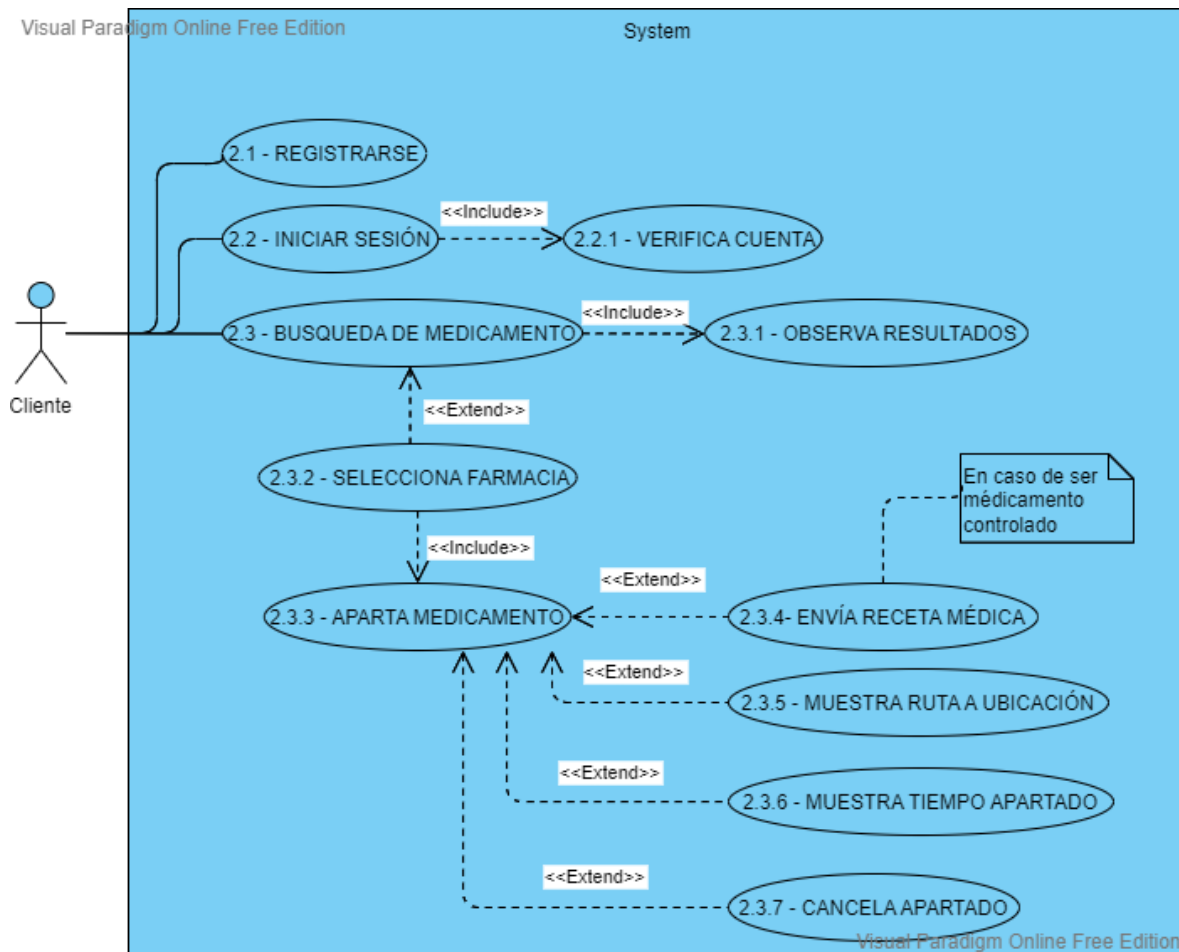 Visual Paradigm Online Free Edition
System
2.1 - REGISTRARSE
<<Include>>
2.2 - INICIAR SESIÓN
2.2.1 - VERIFICA CUENTA
<<Include>>
2.3 - BUSQUEDA DE MEDICAMENTO
2.3.1 - OBSERVA RESULTADOS
Cliente
<<Extend>>
2.3.2 - SELECCIONA FARMACIA
En caso de ser
médicamento
controlado
<<Include>>
<<Extend>>
2.3.3 - APARTA MEDICAMENTO
2.3.4- ENVÍA RECETA MÉDICA
<<Extend>>
2.3.5 - MUESTRA RUTA A UBICACIÓN
<<Extend>>
2.3.6 - MUESTRA TIEMPO APARTADO
<<Extend>>
2.3.7 - CANCELA APARTADO
Visual Paradigm Online Free Edition